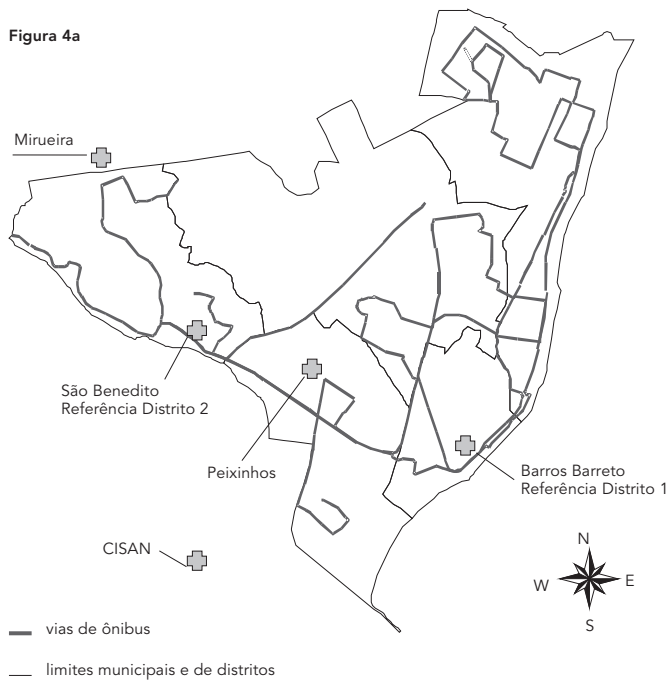 Figura 4a
Mirueira
São Benedito
Referência Distrito 2
Peixinhos
Barros Barreto
Referência Distrito 1
CISAN
N
W
E
S
vias de ônibus
limites municipais e de distritos